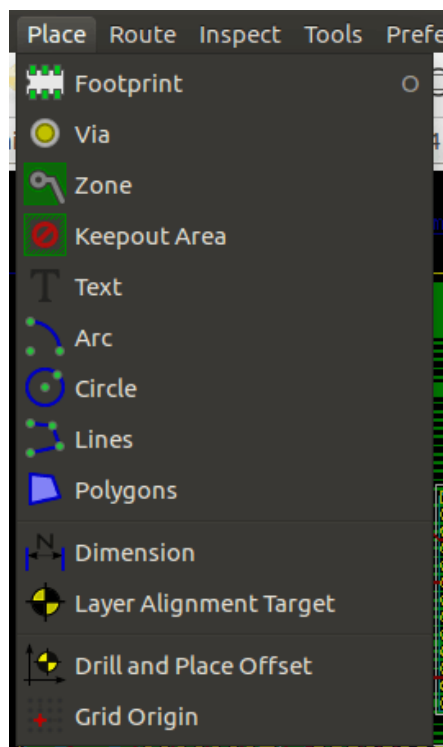 Place Route Inspect Tools Prefe
Footprint O
Via
Zone
Keepout Area
Text
Arc
Circle
Lines
Polygons
Dimension
Layer Alignment Target
Drill and Place Offset
Grid Origin